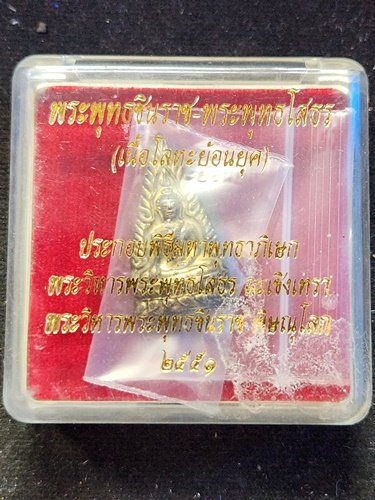 พระพุทธชินราช-พระพุทธโสธร
(เนื้อโลหะย้อนยุค)
ประกอบพิธีมหาพุทธาภิเษก
พระวิหารพระพุทธโสธร ฉะเชิงเทรา
พระวิหารพระพุทธชินราช พิษณุโลก
๒๕๕๑